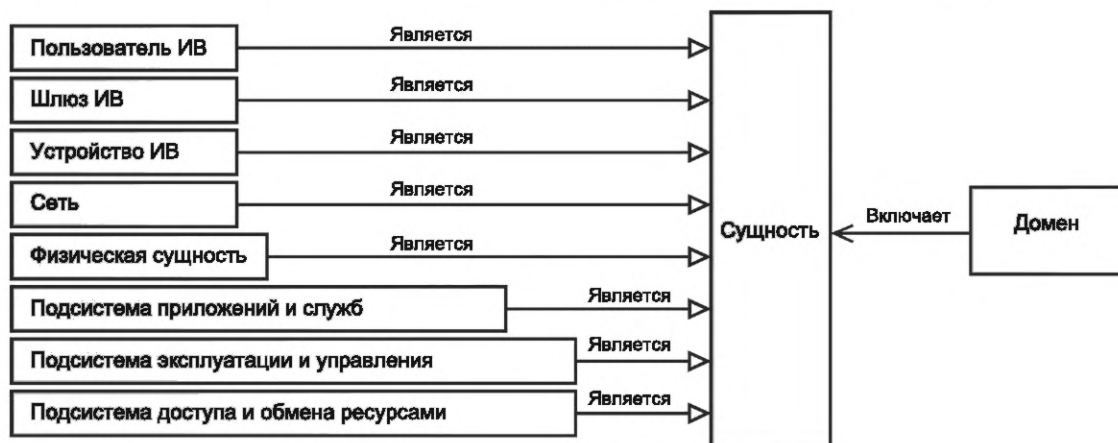 Пользователь ИВ
Является
Шлюз ИВ
Является
Устройство ИВ
Является
Сеть
Является
Физическая сущность
Является
Подсистема приложений и служб
Является
Подсистема эксплуатации и управления
Является
Подсистема доступа и обмена ресурсами
Является
Сущность
Включает
Домен